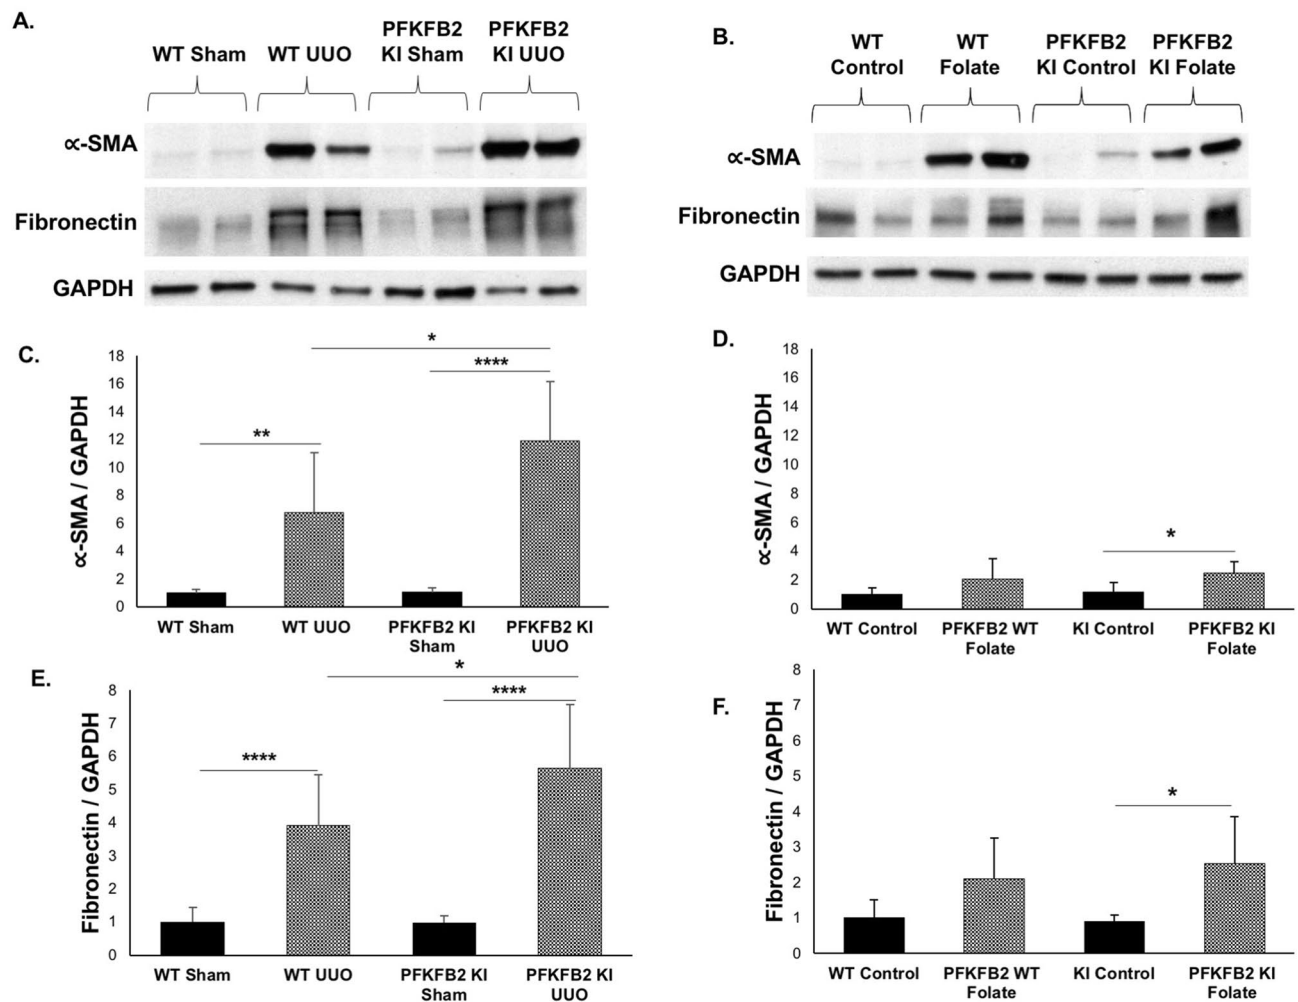 A.
WT Sham
WT UUO
PFKFB2
KI Sham
PFKFB2
KI UUO
∝-SMA
Fibronectin
GAPDH
B.
WT
Control
WT
Folate
PFKFB2
KI Control
PFKFB2
KI Folate
∝-SMA
Fibronectin
GAPDH
C.
∝-SMA / GAPDH
18
16
14
12
10
8
6
4
2
0
*
****
**
WT Sham
WT UUO
PFKFB2 KI
Sham
PFKFB2 KI
UUO
D.
∝-SMA / GAPDH
18
16
14
12
10
8
6
4
2
0
*
WT Control
PFKFB2 WT
Folate
KI Control
PFKFB2 KI
Folate
E.
Fibronectin / GAPDH
8
7
6
5
4
3
2
1
0
*
****
****
WT Sham
WT UUO
PFKFB2 KI
Sham
PFKFB2 KI
UUO
F.
Fibronectin / GAPDH
8
7
6
5
4
3
2
1
0
*
WT Control
PFKFB2 WT
Folate
KI Control
PFKFB2 KI
Folate